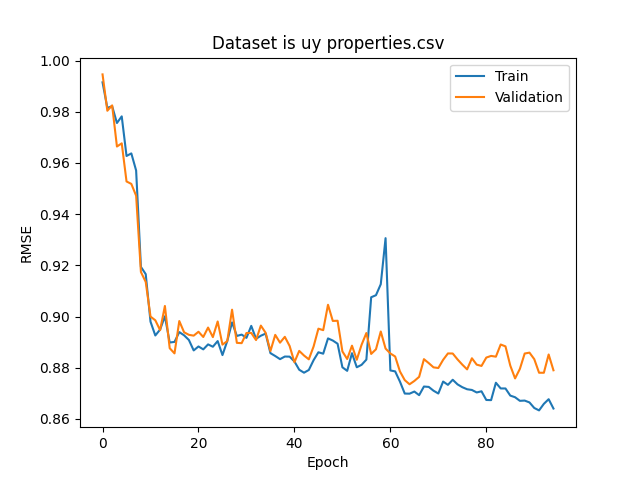 Dataset is uy properties.csv
1.00
0.98
0.96
0.94
0.92
0.90
0.88
0.86
RMSE
Train
Validation
0
20
40
60
80
Epoch